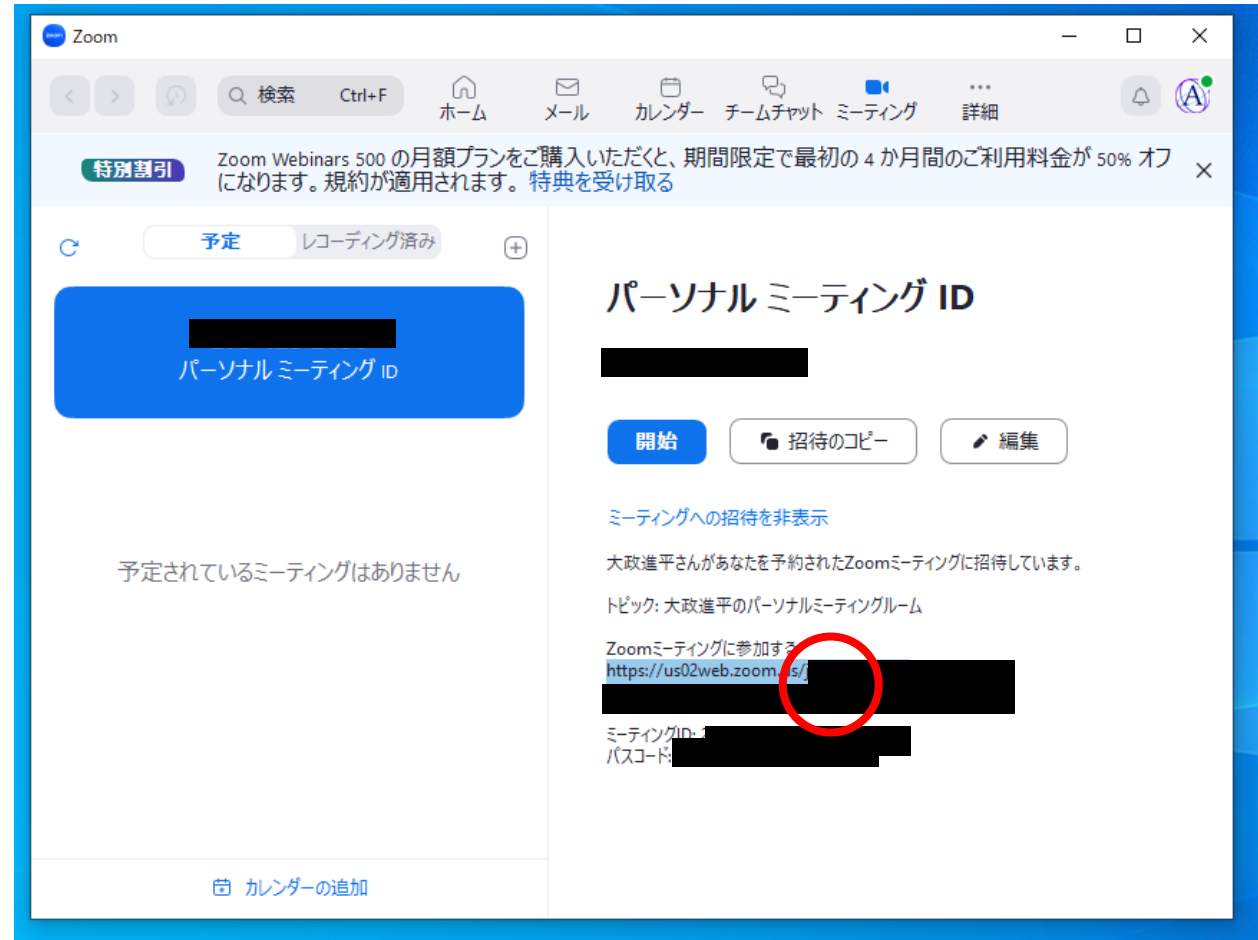 Zoom
検索 Ctrl+F
ホーム
メール
カレンダー
チームチャット
ミーティング
詳細
特別割引
Zoom Webinars 500 の月額プランをご購入いただくと、期間限定で最初の 4 か月間のご利用料金が 50% オフ
になります。規約が適用されます。 特典を受け取る
予定
レコーディング済み
パーソナル ミーティング ID
予定されているミーティングはありません
カレンダーの追加
パーソナル ミーティング ID
開始
招待のコピー
編集
ミーティングへの招待を非表示
大政進平さんがあなたを予約されたZoomミーティングに招待しています。
トピック: 大政進平のパーソナルミーティングルーム
Zoomミーティングに参加する
https://us02web.zoom.us/j
ミーティングID:
パスコード: